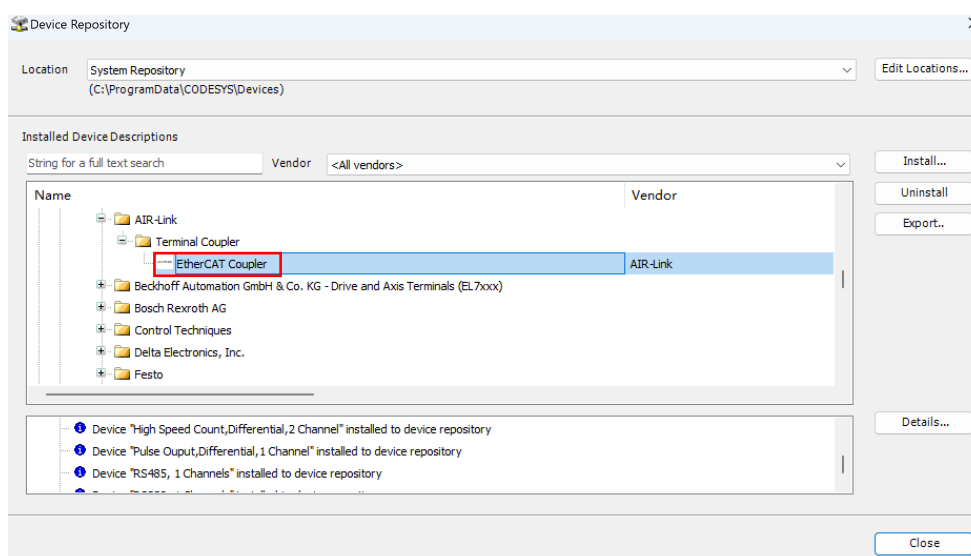 Device Repository
Location System Repository Edit Locations...
(C:\ProgramData\CODESYS\Devices)
Installed Device Descriptions
String for a full text search Vendor <All vendors> Install...
Name Vendor Uninstall
AIR-Link Export..
Terminal Coupler
EtherCAT Coupler AIR-Link
Beckhoff Automation GmbH & Co. KG - Drive and Axis Terminals (EL7xxx)
Bosch Rexroth AG
Control Techniques
Delta Electronics, Inc.
Festo
Device "High Speed Count,Differential,2 Channel" installed to device repository Details...
Device "Pulse Ouput,Differential,1 Channel" installed to device repository
Device "RS485, 1 Channels" installed to device repository
Close